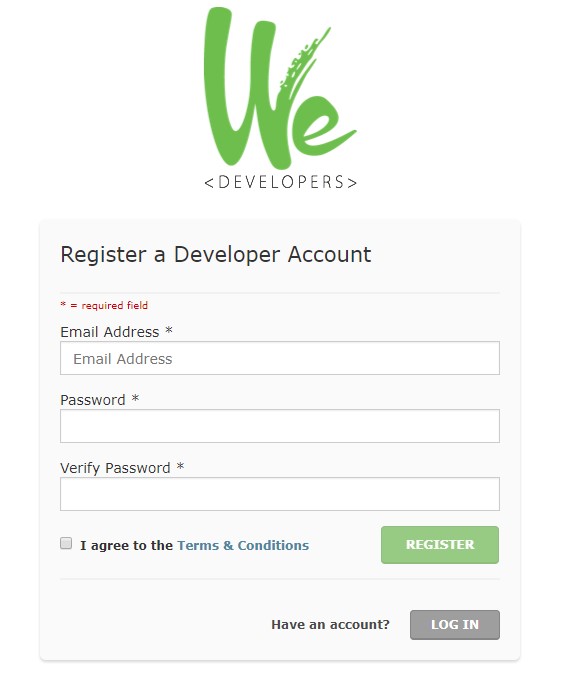 We
<DEVELOPERS>
Register a Developer Account
* = required field
Email Address *
Email Address
Password *
Verify Password *
I agree to the Terms & Conditions
REGISTER
Have an account?
LOG IN